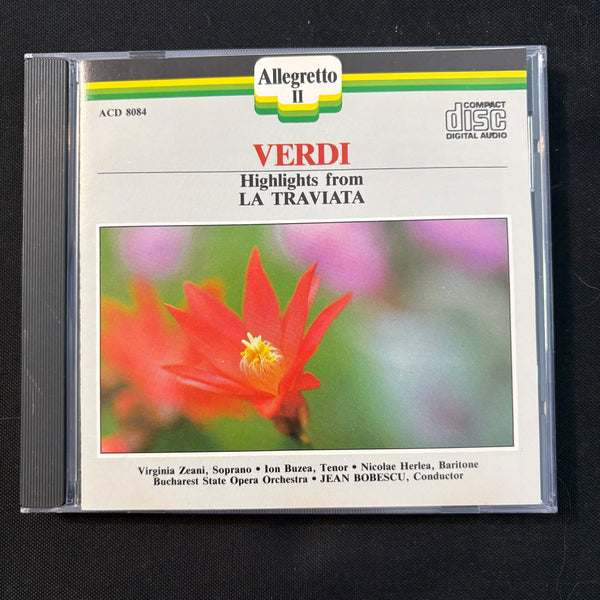 Allegretto
II
ACD 8084
COMPACT
disc
DIGITAL AUDIO
VERDI
Highlights from
LA TRAVIATA
Virginia Zeani, Soprano • Ion Buzea, Tenor • Nicolae Herlea, Baritone
Bucharest State Opera Orchestra • JEAN BOBESCU, Conductor